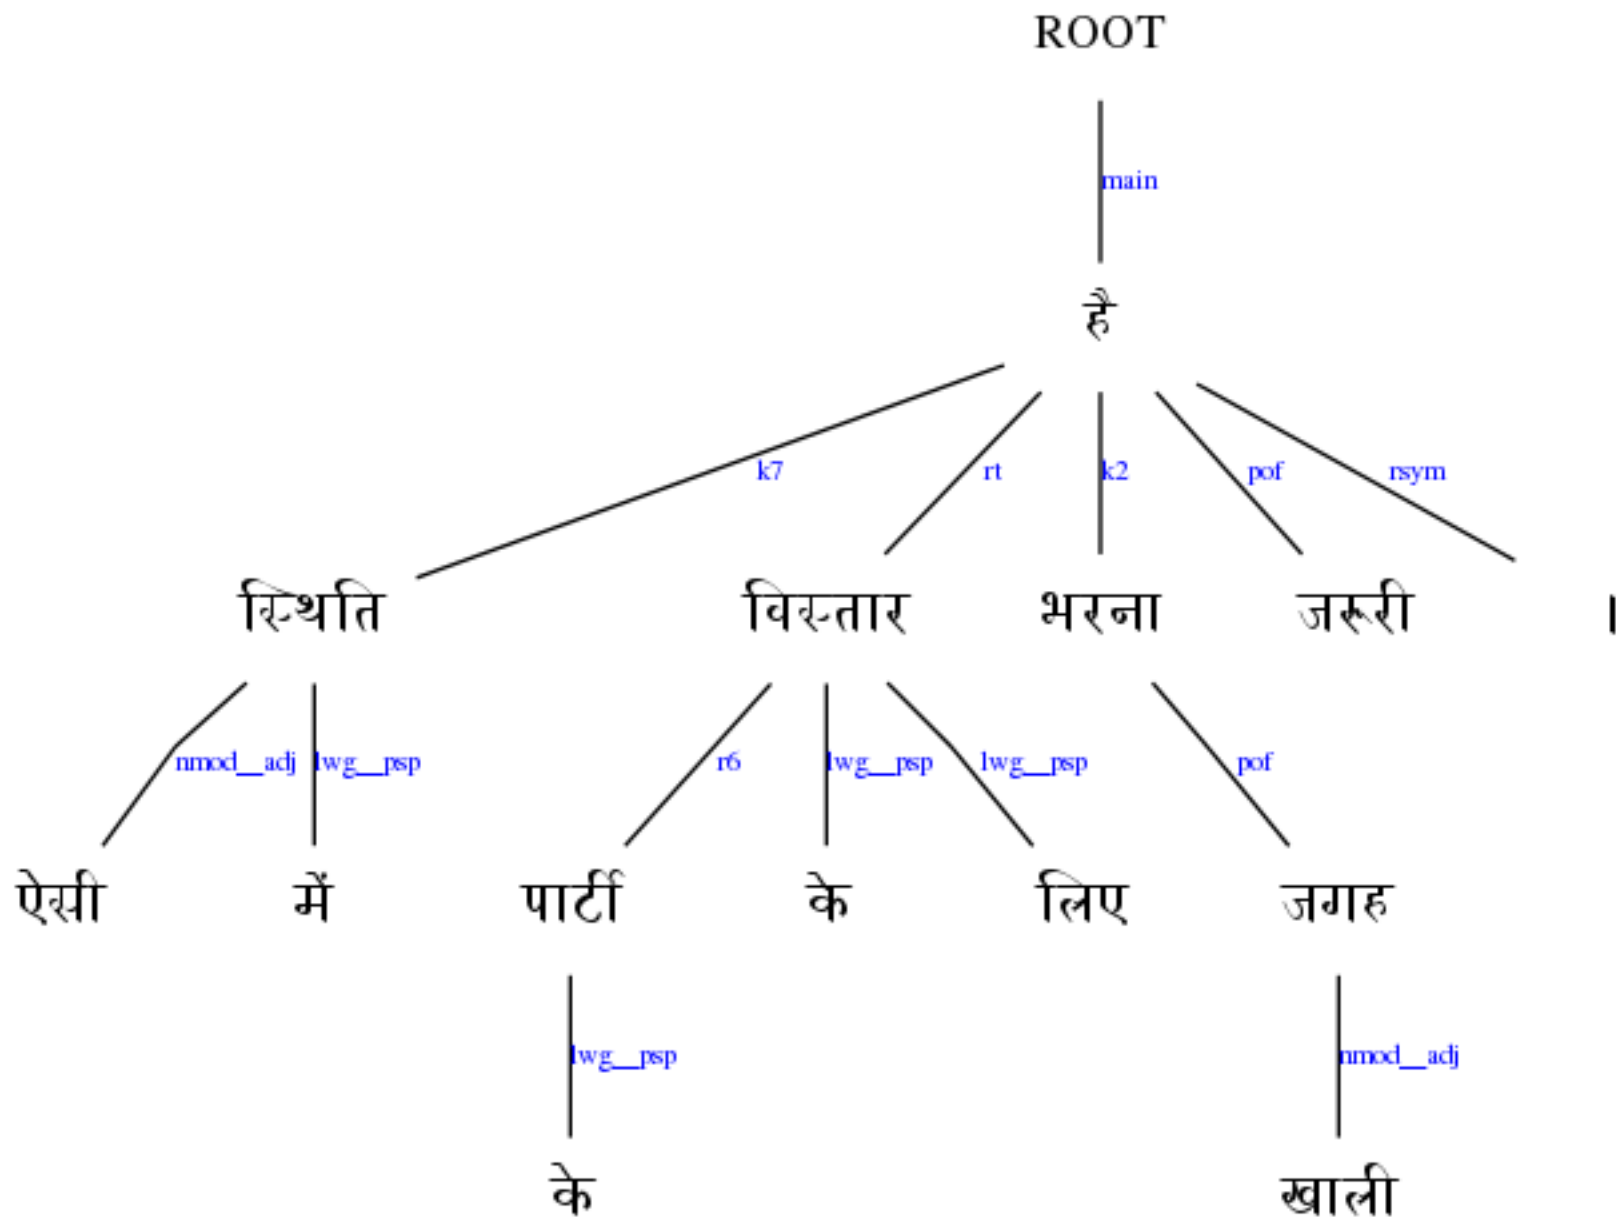 ROOT
main
है
k7 rt k2 pof rsym
स्थिति विस्तार भरना जरूरी ।
nmod__adj lwg__psp r6 lwg__psp lwg__psp pof
ऐसी में पार्टी के लिए जगह
lwg__psp nmod__adj
के खाली